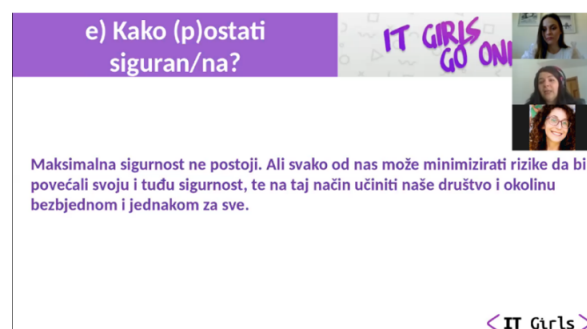 e) Kako (p)ostati
siguran/na?
IT GIRLS
GO ONL
Maksimalna sigurnost ne postoji. Ali svako od nas može minimizirati rizike da bi
povećali svoju i tuđu sigurnost, te na taj način učiniti naše društvo i okolinu
bezbjednom i jednakom za sve.
<IT Girls>